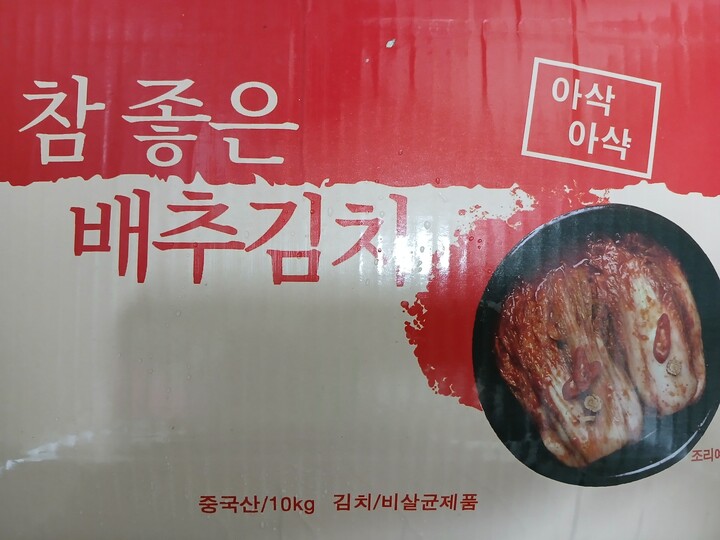 참 좋은
배추김치
아삭
아샥
중국산/10kg 김치/비살균제품